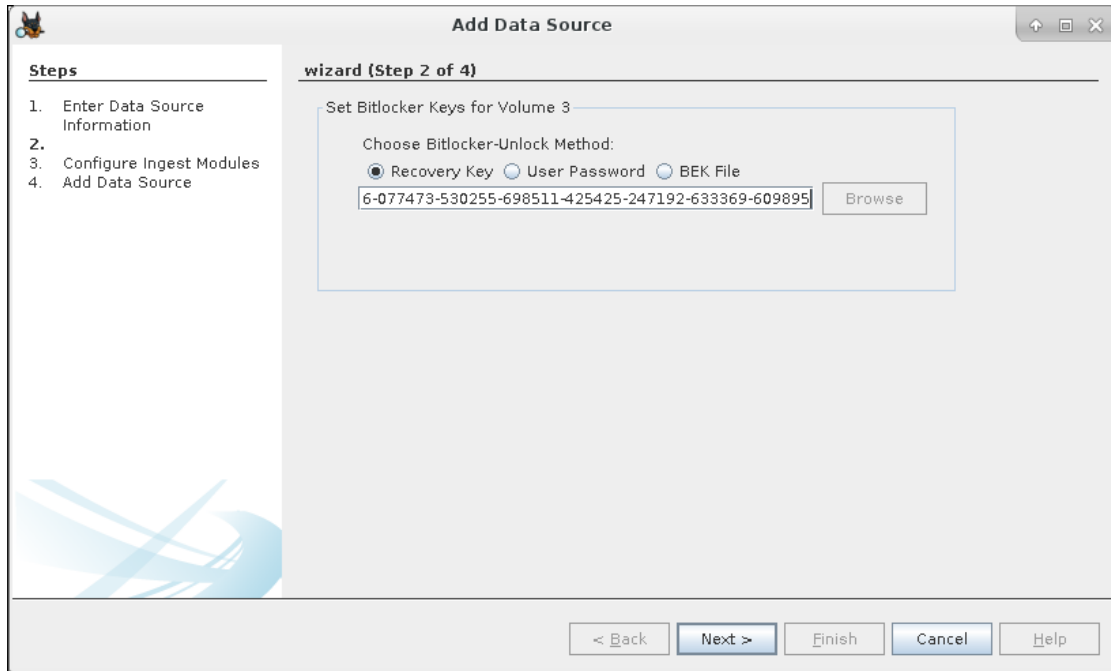 Add Data Source
Steps
1. Enter Data Source
Information
2.
3. Configure Ingest Modules
4. Add Data Source
wizard (Step 2 of 4)
Set Bitlocker Keys for Volume 3
Choose Bitlocker-Unlock Method:
Recovery Key User Password BEK File
6-077473-530255-698511-425425-247192-633369-609895 Browse
< Back Next > Finish Cancel Help